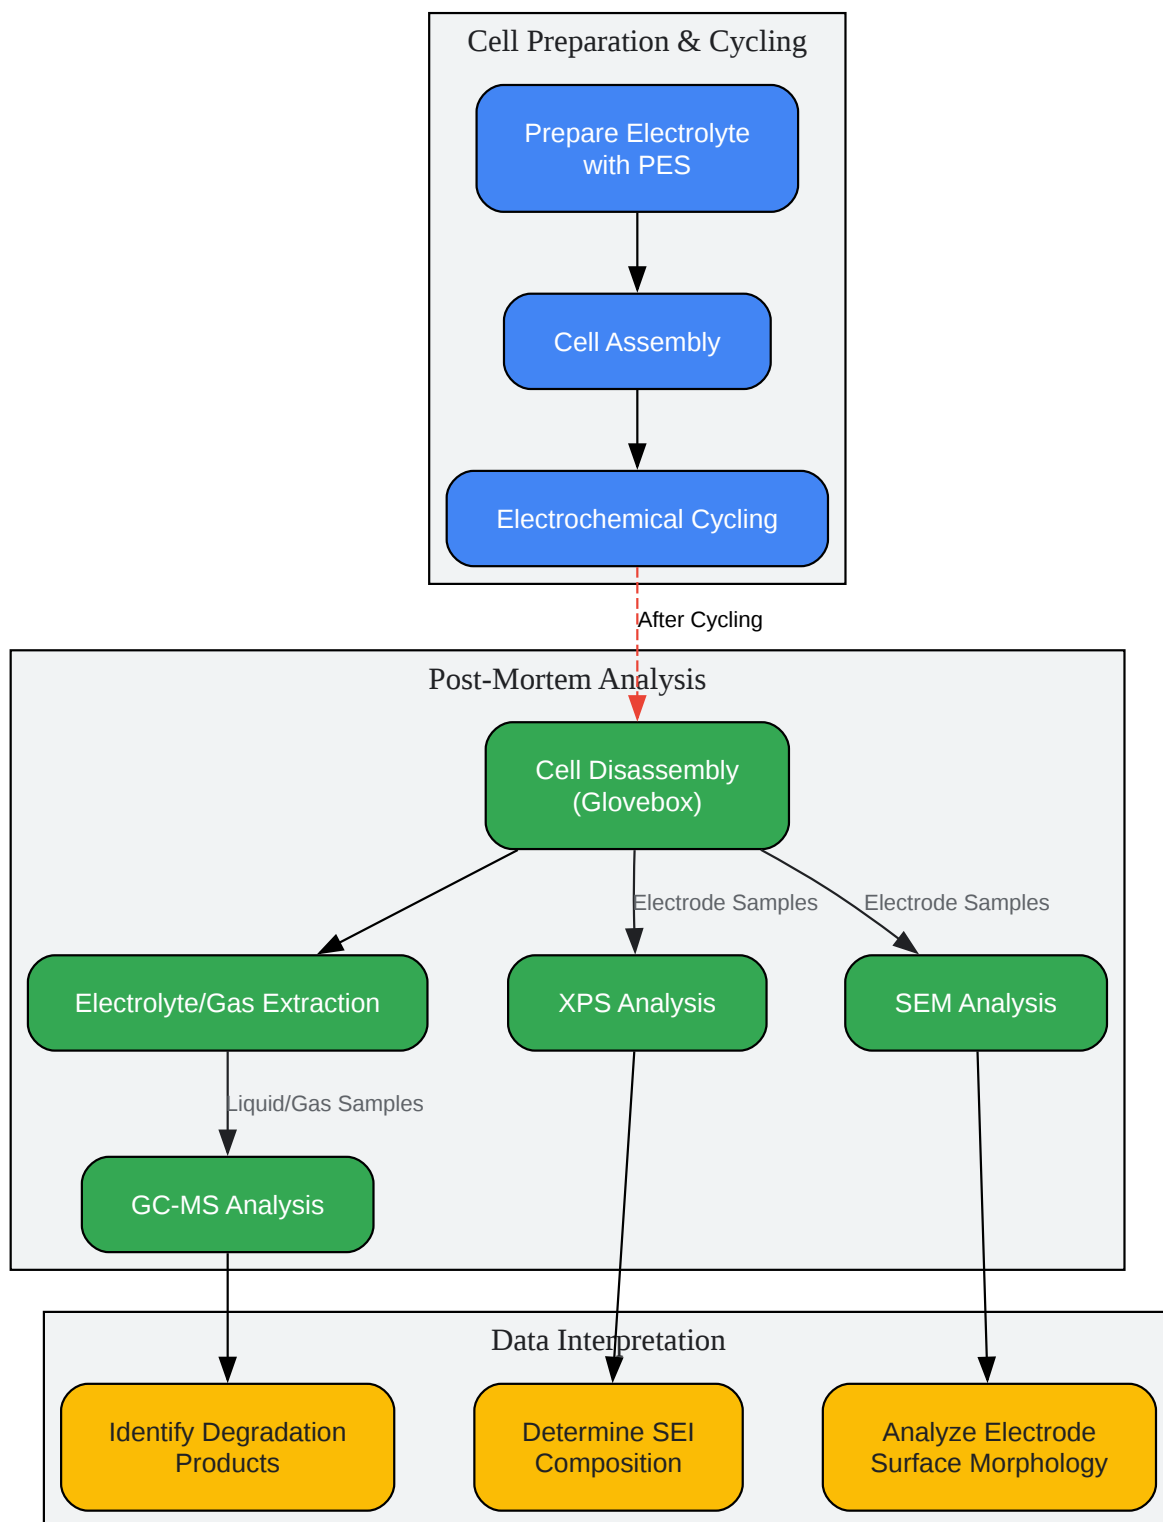 Cell Preparation & Cycling
Prepare Electrolyte
with PES
Cell Assembly
Electrochemical Cycling
After Cycling
Post-Mortem Analysis
Cell Disassembly
(Glovebox)
Electrode Samples
Electrode Samples
Electrolyte/Gas Extraction
XPS Analysis
SEM Analysis
Liquid/Gas Samples
GC-MS Analysis
Data Interpretation
Identify Degradation
Products
Determine SEI
Composition
Analyze Electrode
Surface Morphology